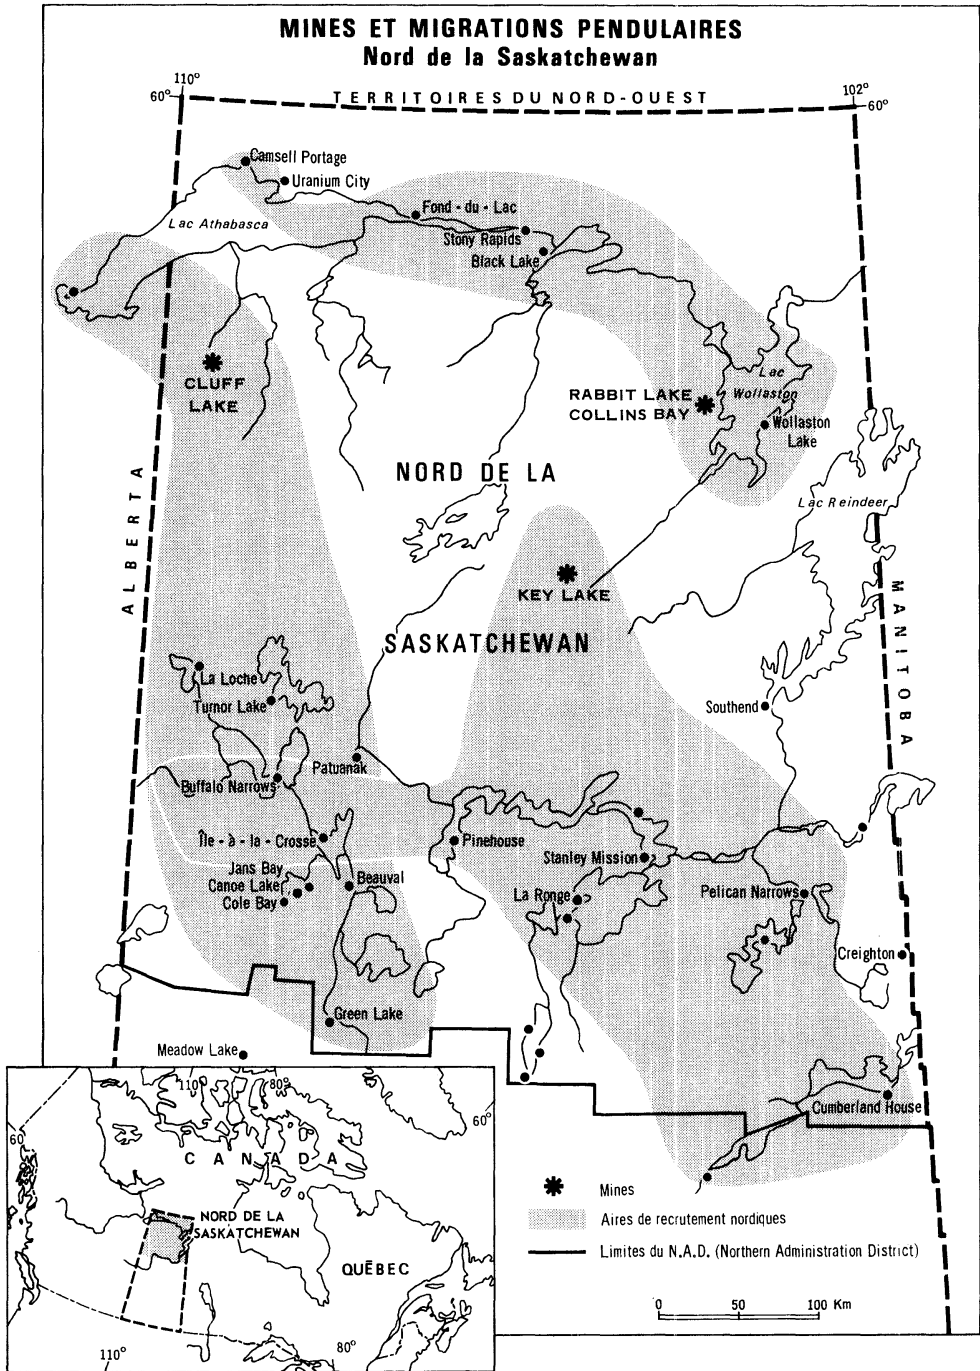 MINES ET MIGRATIONS PENDULAIRES
Nord de la Saskatchewan
110°
60°
TERRITOIRES DU NORD-OUEST
102°
60°
Camsell Portage
Uranium City
Fond-du-Lac
Lac Athabasca
Stony Rapids
Black Lake
CLUFF
LAKE
RABBIT LAKE
COLLINS BAY
Lac
Wollaston
Wollaston
Lake
NORD DE LA
Lac Reindeer
ALBERTA
KEY LAKE
MANITOBA
SASKATCHEWAN
La Loche
Turnor Lake
Southend
Patuanak
Buffalo Narrows
Île-à-la-Crosse
Pinehouse
Stanley Mission
Jans Bay
Canoe Lake
Cole Bay
Beauval
La Ronge
Pelican Narrows
Creighton
Green Lake
Meadow Lake
Cumberland House
110°
80°
60°
60
CANADA
NORD DE LA
SASKATCHEWAN
QUÉBEC
110°
80°
Mines
Aires de recrutement nordiques
Limites du N.A.D. (Northern Administration District)
0 50 100 Km